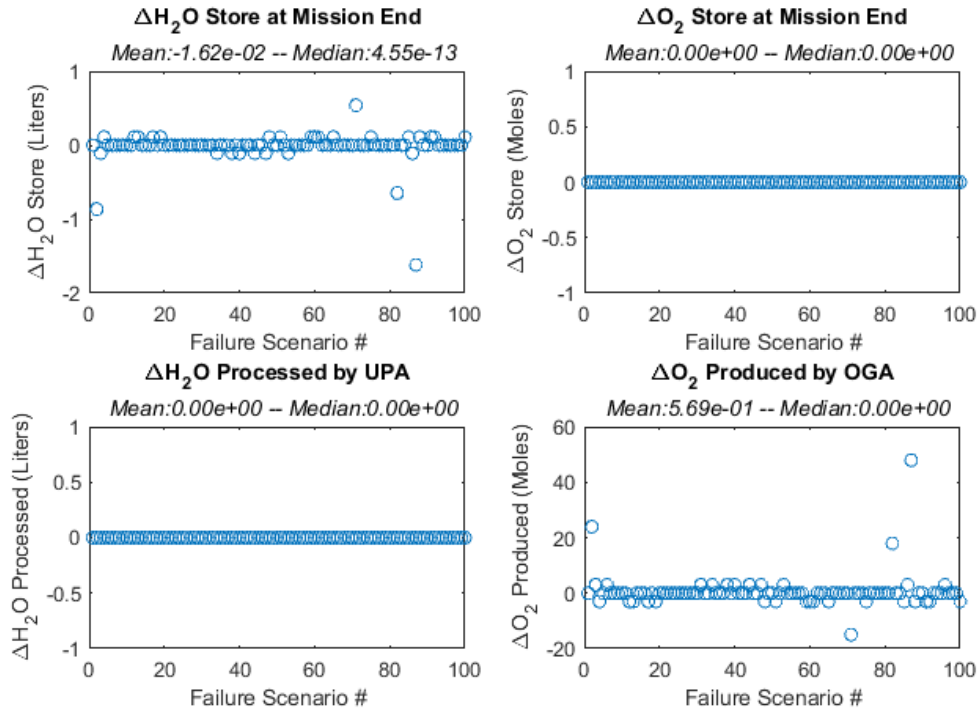 ΔH₂O Store at Mission End
Mean:-1.62e-02 -- Median:4.55e-13
1
0
-1
-2
ΔH₂O Store (Liters)
0 20 40 60 80 100
Failure Scenario #
ΔO₂ Store at Mission End
Mean:0.00e+00 -- Median:0.00e+00
1
0.5
0
-0.5
-1
ΔO₂ Store (Moles)
0 20 40 60 80 100
Failure Scenario #
ΔH₂O Processed by UPA
Mean:0.00e+00 -- Median:0.00e+00
1
0.5
0
-0.5
-1
ΔH₂O Processed (Liters)
0 20 40 60 80 100
Failure Scenario #
ΔO₂ Produced by OGA
Mean:5.69e-01 -- Median:0.00e+00
60
40
20
0
-20
ΔO₂ Produced (Moles)
0 20 40 60 80 100
Failure Scenario #